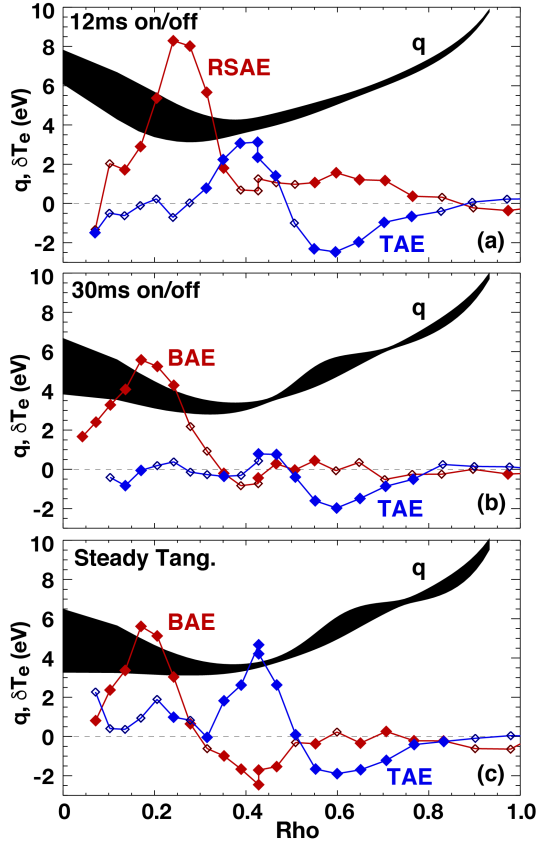 12ms on/off
q
RSAE
TAE
(a)
q, δTe (eV)
10
8
6
4
2
0
-2
30ms on/off
q
BAE
TAE
(b)
q, δTe (eV)
10
8
6
4
2
0
-2
Steady Tang.
q
BAE
TAE
(c)
q, δTe (eV)
10
8
6
4
2
0
-2
0 0.2 0.4 0.6 0.8 1.0
Rho